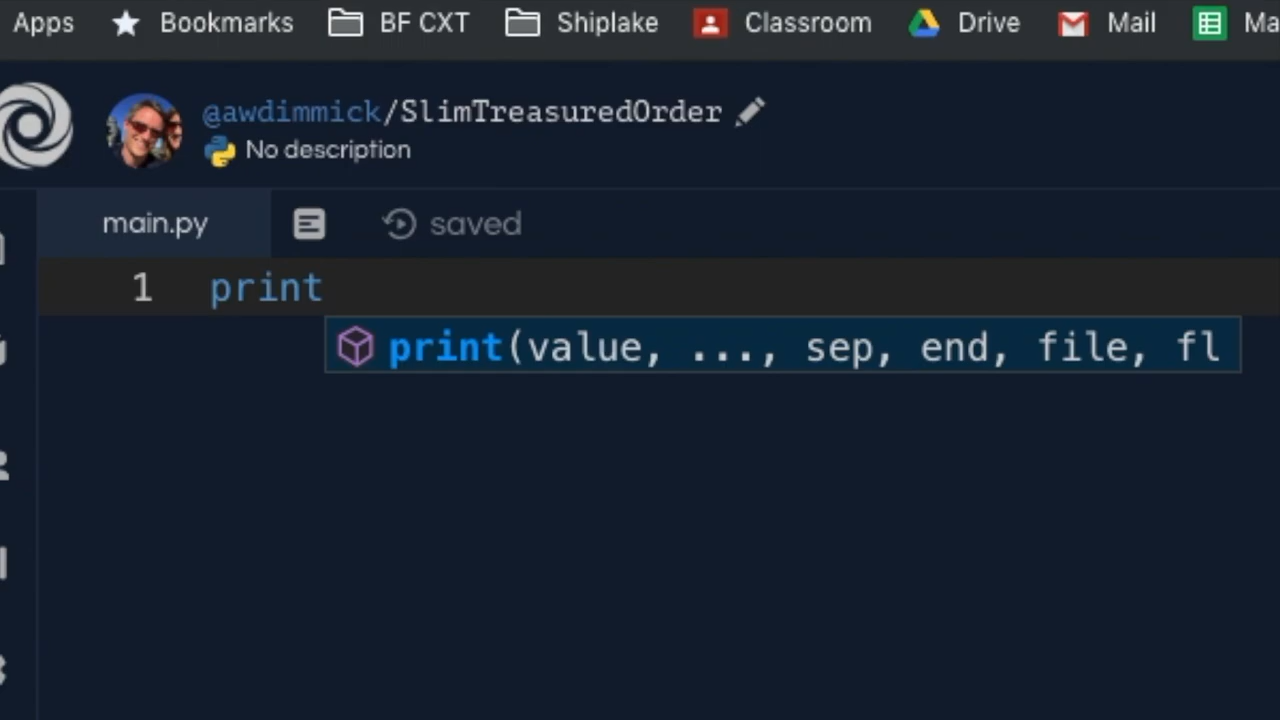 Apps Bookmarks BF CXT Shiplake Classroom Drive Mail Ma
@awdimmick/SlimTreasuredOrder
No description
main.py saved
1 print
print(value, ..., sep, end, file, fl